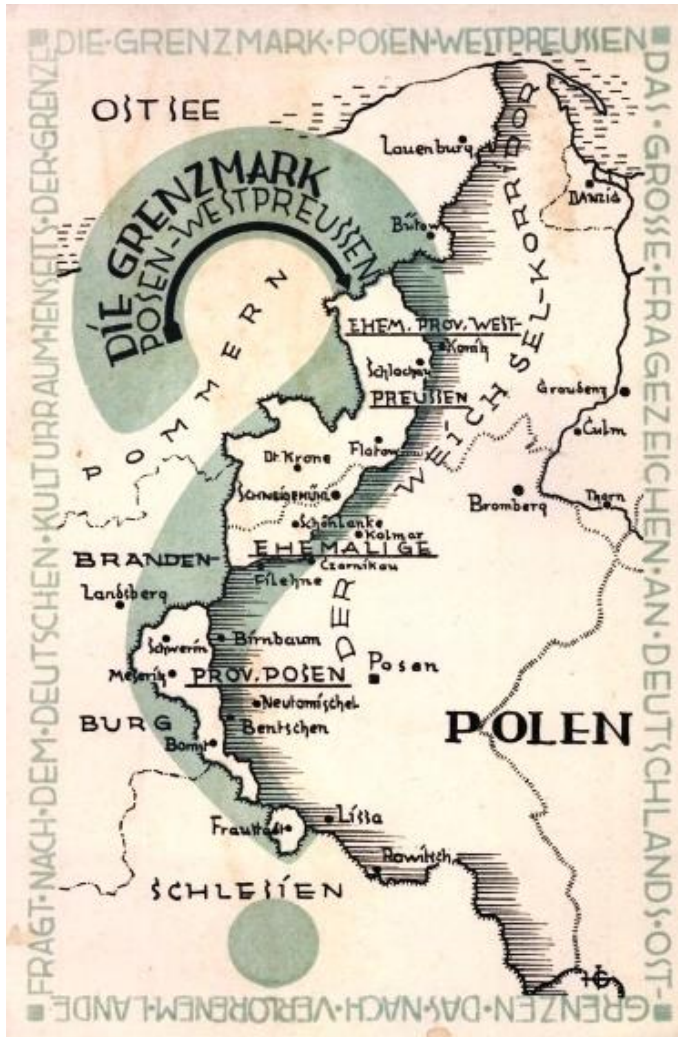 DIE·GRENZMARK·POSEN·WESTPREUSSEN
DAS·GROSSE·FRAGEZEICHEN·AN·DEUTSCHLANDS·OST-
GRENZEN·DAS·NACH·VERLORENEM·LANDE
FRAGT·NACH·DEM·DEUTSCHEN·KULTURRAUM·JENSEITS·DER·GRENZE
OSTSEE
DIE GRENZMARK
POSEN-WESTPREUSSEN
Lauenburg
DANZIG
Bütow
POMMERN
DER WEICHSEL-KORRIDOR
EHEM. PROV. WEST-
Konitz
Schlochau
PREUSSEN
Graudenz
Culm
Flatow
Dt. Krone
SCHNEIDEMÜHL
Bromberg
Thorn
Schönlanke
Kolmar
EHEMALIGE
Czarnikau
Filehne
BRANDEN-
Landsberg
Schwerin
Birnbaum
Meseritz
PROV. POSEN
Posen
Neutomischel
BURG
Bentschen
Bomst
POLEN
Fraustadt
Lissa
Rawitsch
SCHLESIEN